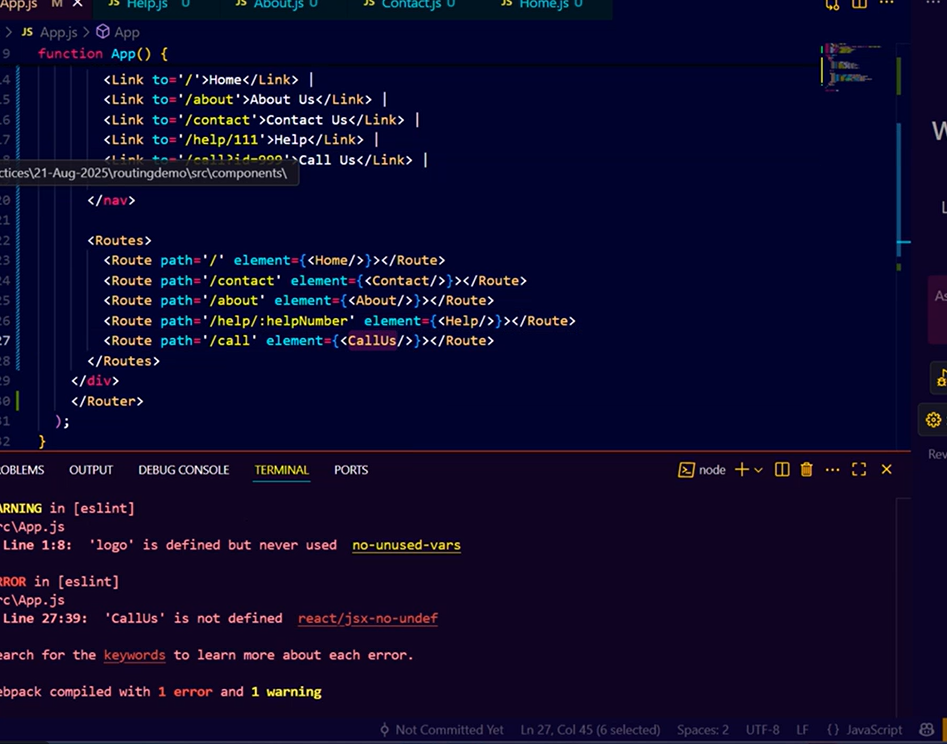 App.js M × JS Help.js U JS About.js U JS Contact.js U JS Home.js U
> JS App.js > App
9 function App() {
<Link to='/'>Home</Link> |
<Link to='/about'>About Us</Link> |
<Link to='/contact'>Contact Us</Link> |
<Link to='/help/111'>Help</Link> |
<Link to='/call?id=999'>Call Us</Link> |
ctices\21-Aug-2025\routingdemo\src\components\
20 </nav>
21
22 <Routes>
23 <Route path='/' element={<Home/>}></Route>
24 <Route path='/contact' element={<Contact/>}></Route>
25 <Route path='/about' element={<About/>}></Route>
26 <Route path='/help/:helpNumber' element={<Help/>}></Route>
27 <Route path='/call' element={<CallUs/>}></Route>
28 </Routes>
29 </div>
30 </Router>
31 );
32 }
ROBLEMS OUTPUT DEBUG CONSOLE TERMINAL PORTS node
ARNING in [eslint]
rc\App.js
Line 1:8: 'logo' is defined but never used no-unused-vars
RROR in [eslint]
rc\App.js
Line 27:39: 'CallUs' is not defined react/jsx-no-undef
earch for the keywords to learn more about each error.
ebpack compiled with 1 error and 1 warning
Not Committed Yet Ln 27, Col 45 (6 selected) Spaces: 2 UTF-8 LF {} JavaScript
W
L
As
Rev